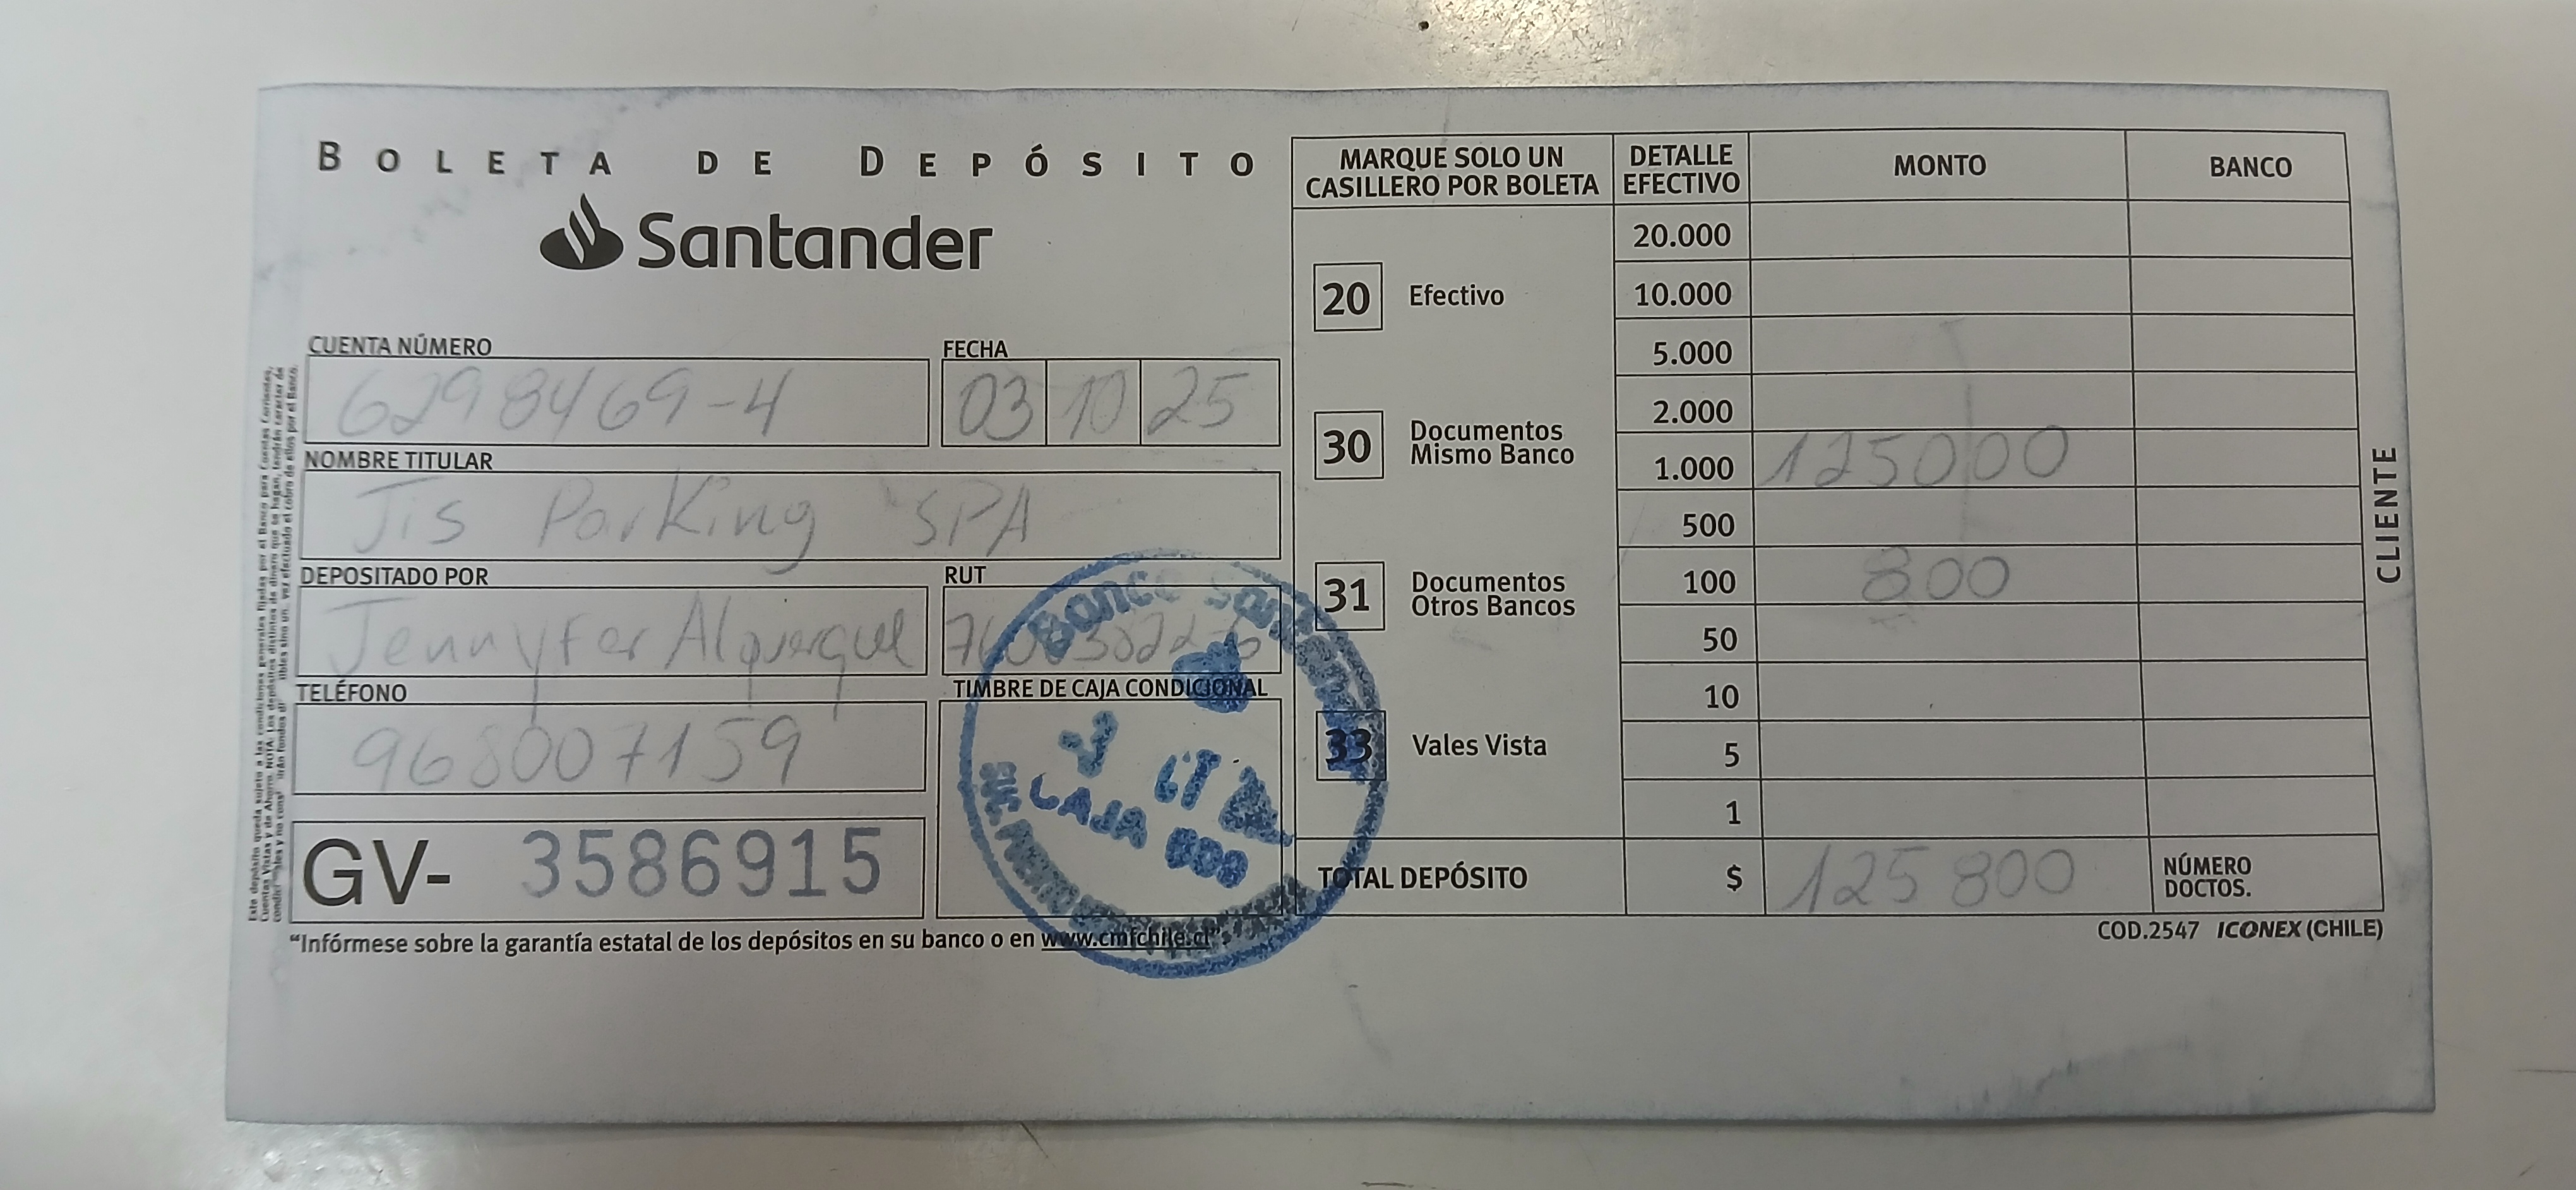 BOLETA DE DEPÓSITO
Santander
CUENTA NÚMERO
6298469-4
FECHA
03 10 25
NOMBRE TITULAR
Jis Parking SPA
DEPOSITADO POR
Jennyfer Alquerque
RUT
TELÉFONO
968007159
TIMBRE DE CAJA CONDICIONAL
GV- 3586915
"Infórmese sobre la garantía estatal de los depósitos en su banco o en www.cmfchile.cl".
MARQUE SOLO UN CASILLERO POR BOLETA
20 Efectivo
30 Documentos Mismo Banco
31 Documentos Otros Bancos
33 Vales Vista
DETALLE EFECTIVO MONTO BANCO
20.000
10.000
5.000
2.000
1.000 125000
500
100 800
50
10
5
1
TOTAL DEPÓSITO $ 125 800 NÚMERO DOCTOS.
COD.2547 ICONEX (CHILE)
CLIENTE
Banco Santander
CAJA